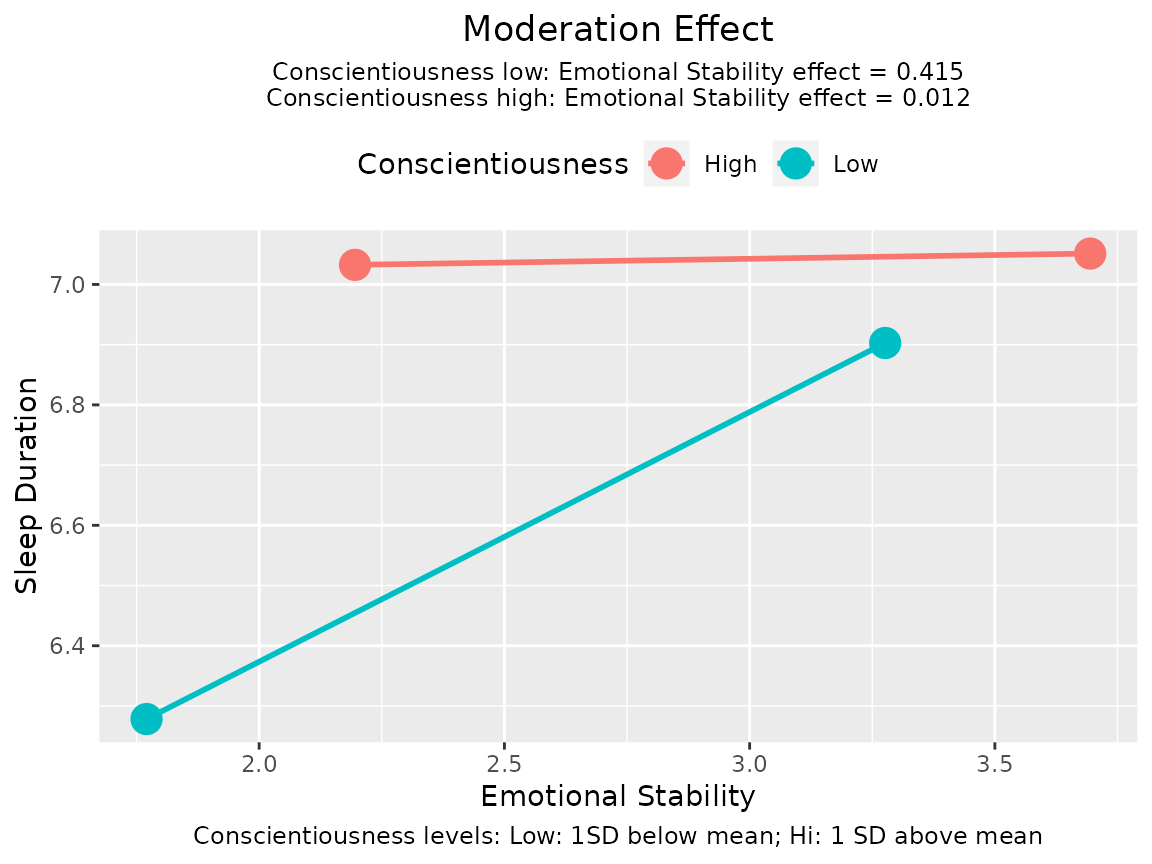 Moderation Effect
Conscientiousness low: Emotional Stability effect = 0.415
Conscientiousness high: Emotional Stability effect = 0.012
Conscientiousness High Low
7.0
6.8
6.6
6.4
Sleep Duration
2.0 2.5 3.0 3.5
Emotional Stability
Conscientiousness levels: Low: 1SD below mean; Hi: 1 SD above mean